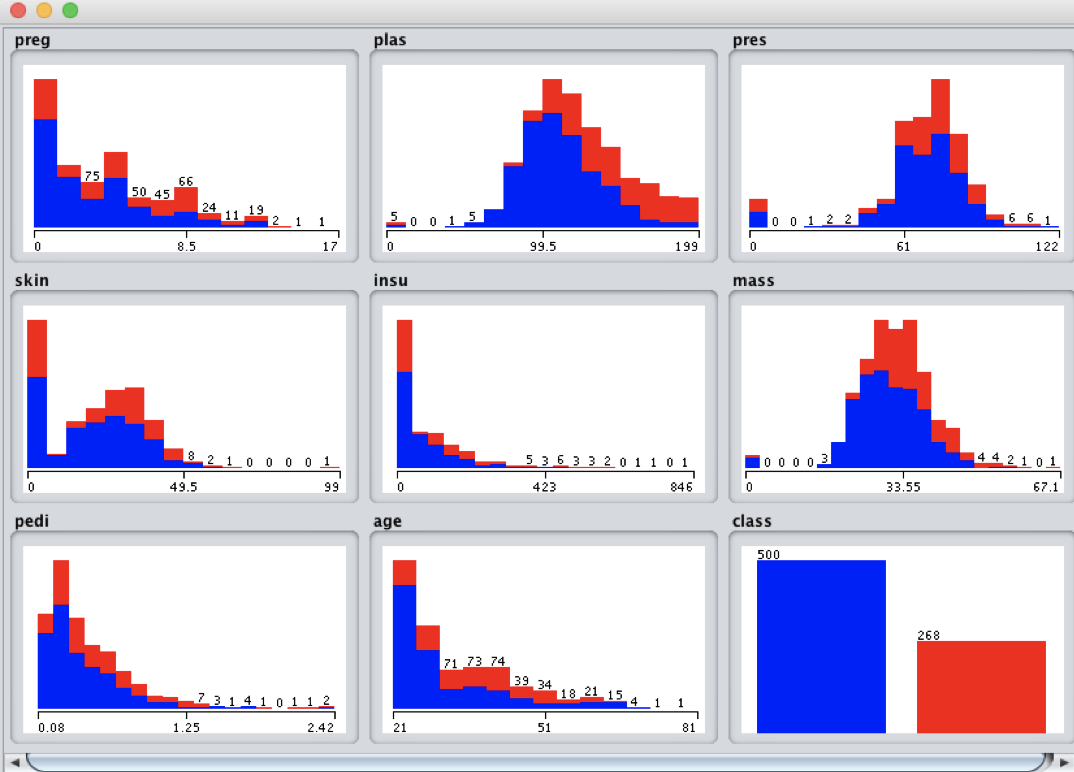 preg
75 50 45 66 24 11 19 2 1 1
0 8.5 17
plas
5 0 0 1 5
0 99.5 199
pres
0 0 1 2 2 6 6 1
0 61 122
skin
8 2 1 0 0 0 0 1
0 49.5 99
insu
5 3 6 3 3 2 0 1 1 0 1
0 423 846
mass
0 0 0 0 3 4 4 2 1 0 1
0 33.55 67.1
pedi
7 3 1 4 1 0 1 1 2
0.08 1.25 2.42
age
71 73 74 39 34 18 21 15 4 1 1
21 51 81
class
500
268